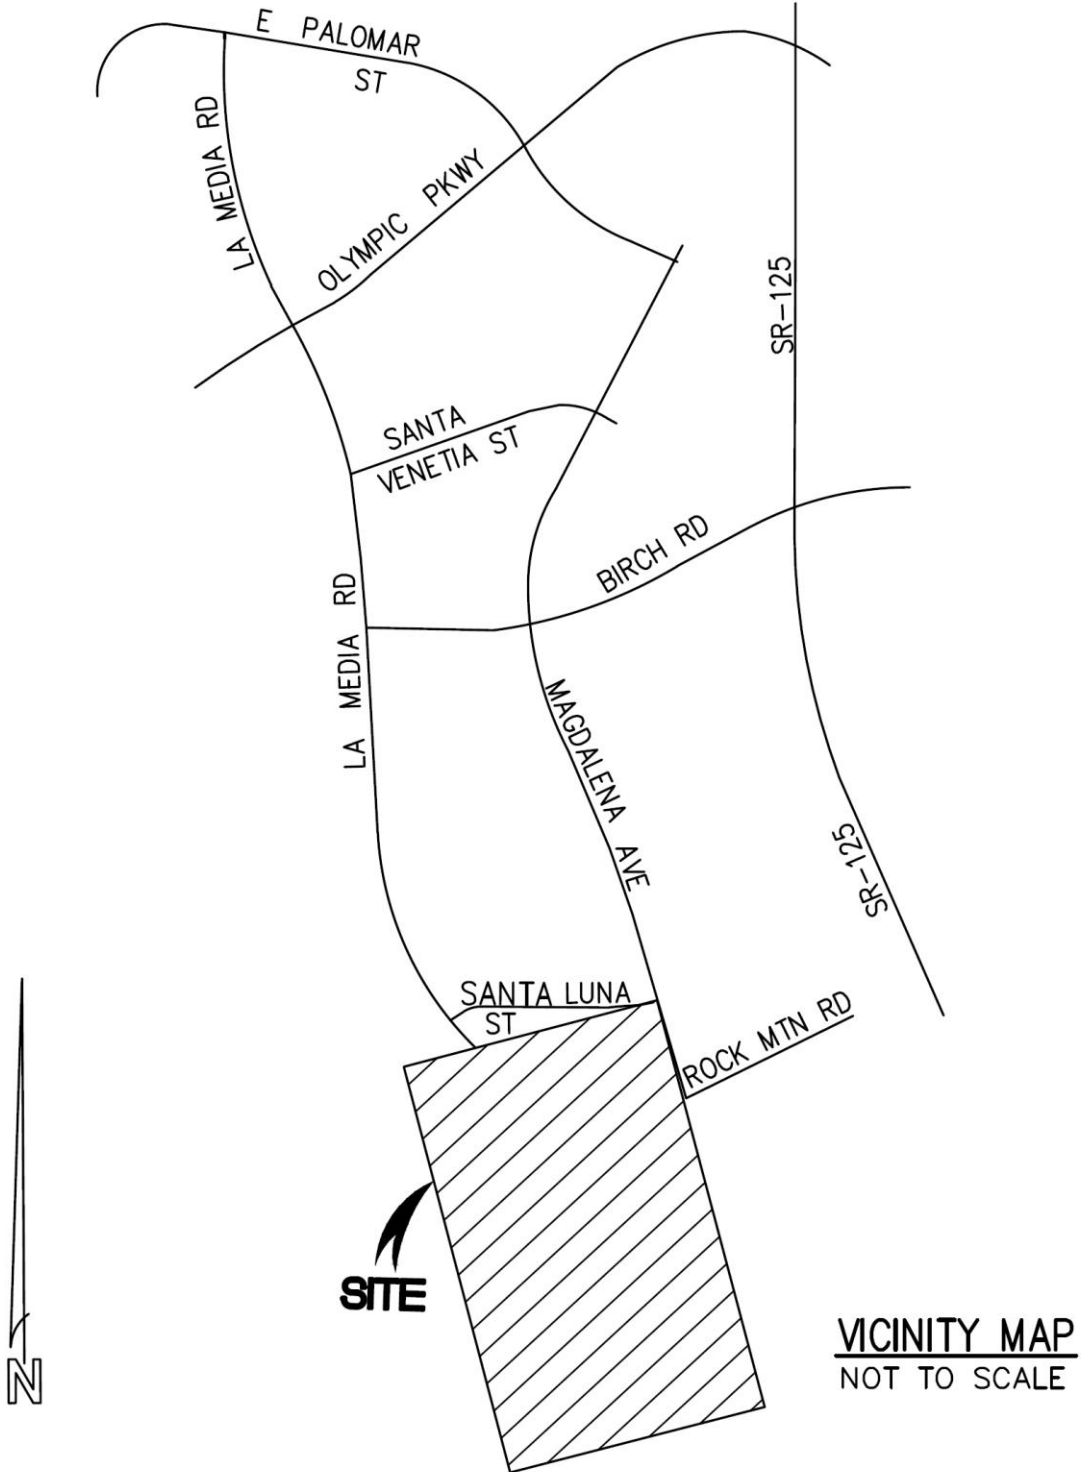 E PALOMAR
ST
LA MEDIA RD
OLYMPIC PKWY
SR-125
SANTA
VENETIA ST
BIRCH RD
LA MEDIA RD
MAGDALENA AVE
SR-125
SANTA LUNA
ST
ROCK MTN RD
SITE
VICINITY MAP
NOT TO SCALE
N